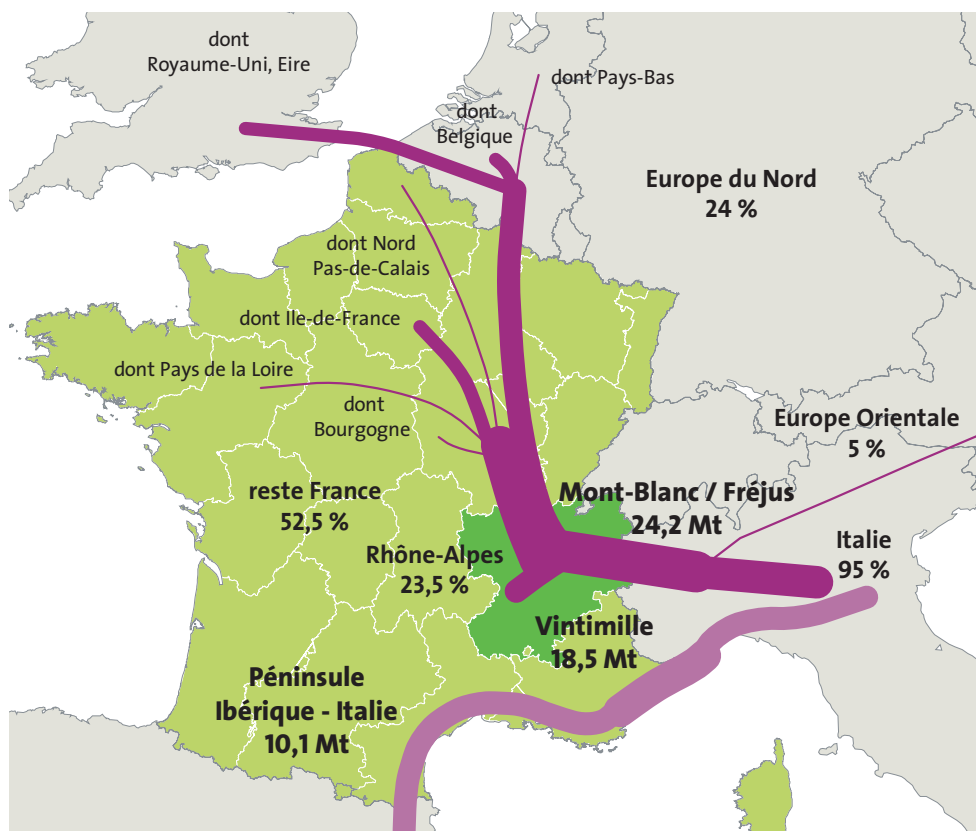 dont
Royaume-Uni, Eire
dont Pays-Bas
dont
Belgique
Europe du Nord
24 %
dont Nord
Pas-de-Calais
dont Ile-de-France
dont Pays de la Loire
dont
Bourgogne
Europe Orientale
5 %
reste France
52,5 %
Mont-Blanc / Fréjus
24,2 Mt
Italie
95 %
Rhône-Alpes
23,5 %
Vintimille
18,5 Mt
Péninsule
Ibérique - Italie
10,1 Mt